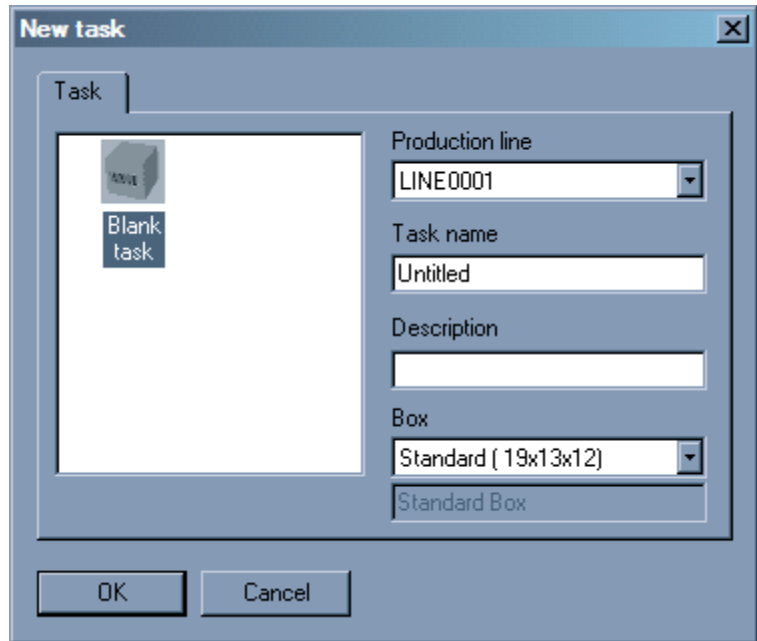 New task
Task
Blank
task
Production line
LINE0001
Task name
Untitled
Description
Box
Standard ( 19x13x12)
Standard Box
OK
Cancel